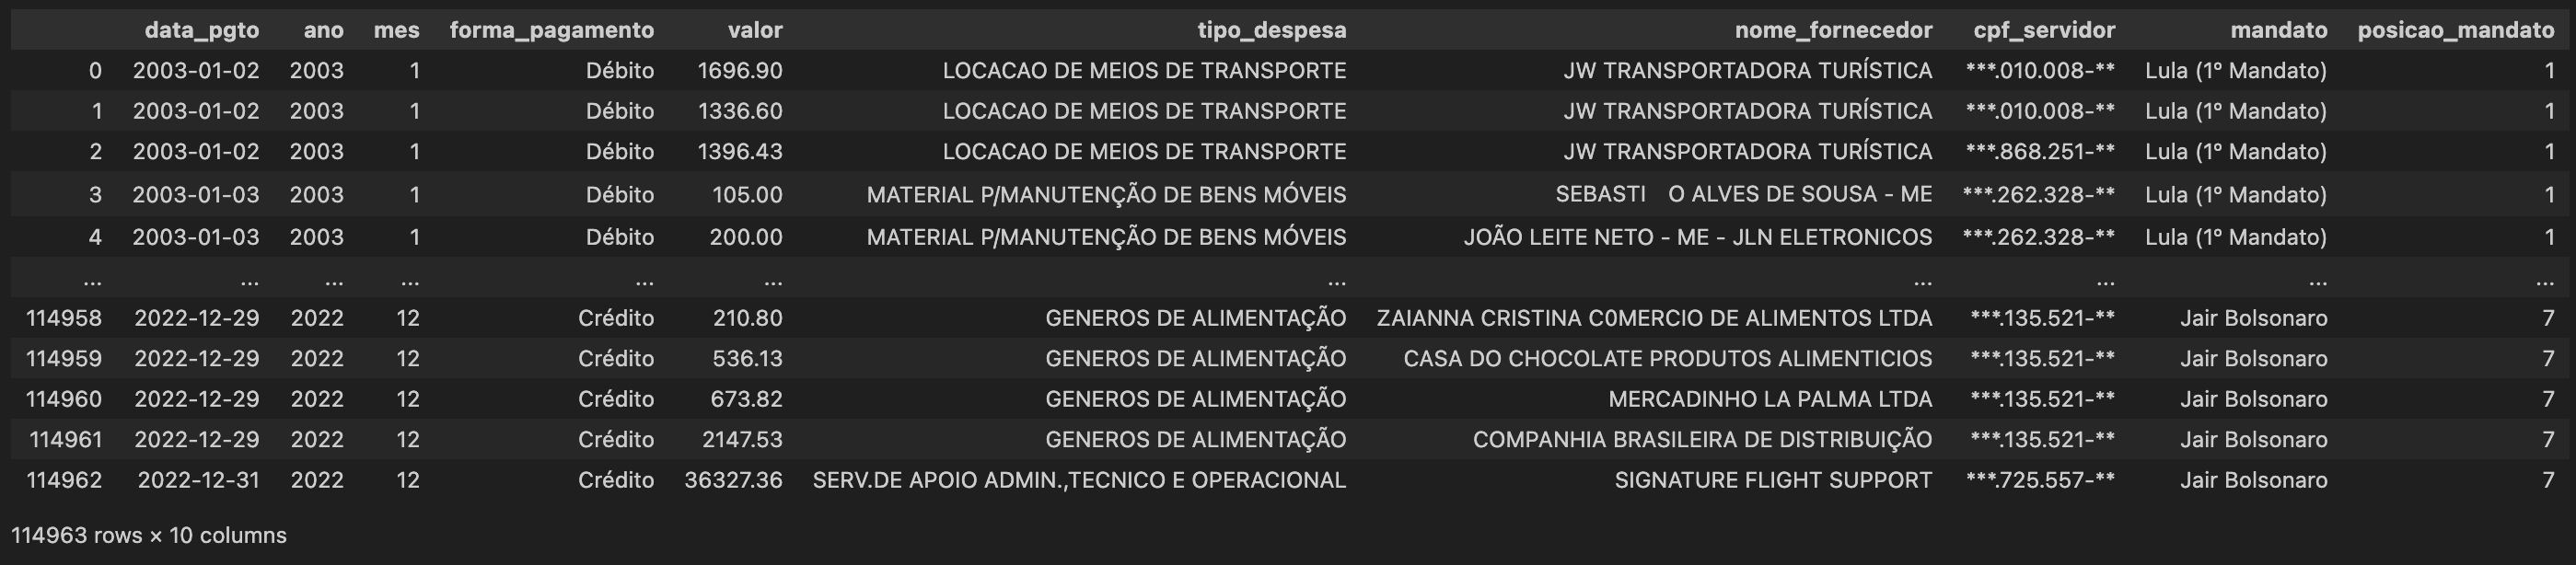 data_pgto ano mes forma_pagamento valor tipo_despesa nome_fornecedor cpf_servidor mandato posicao_mandato
0 2003-01-02 2003 1 Débito 1696.90 LOCACAO DE MEIOS DE TRANSPORTE JW TRANSPORTADORA TURÍSTICA ***.010.008-** Lula (1º Mandato) 1
1 2003-01-02 2003 1 Débito 1336.60 LOCACAO DE MEIOS DE TRANSPORTE JW TRANSPORTADORA TURÍSTICA ***.010.008-** Lula (1º Mandato) 1
2 2003-01-02 2003 1 Débito 1396.43 LOCACAO DE MEIOS DE TRANSPORTE JW TRANSPORTADORA TURÍSTICA ***.868.251-** Lula (1º Mandato) 1
3 2003-01-03 2003 1 Débito 105.00 MATERIAL P/MANUTENÇÃO DE BENS MÓVEIS SEBASTI O ALVES DE SOUSA - ME ***.262.328-** Lula (1º Mandato) 1
4 2003-01-03 2003 1 Débito 200.00 MATERIAL P/MANUTENÇÃO DE BENS MÓVEIS JOÃO LEITE NETO - ME - JLN ELETRONICOS ***.262.328-** Lula (1º Mandato) 1
... ... ... ... ... ... ... ... ... ... ...
114958 2022-12-29 2022 12 Crédito 210.80 GENEROS DE ALIMENTAÇÃO ZAIANNA CRISTINA C0MERCIO DE ALIMENTOS LTDA ***.135.521-** Jair Bolsonaro 7
114959 2022-12-29 2022 12 Crédito 536.13 GENEROS DE ALIMENTAÇÃO CASA DO CHOCOLATE PRODUTOS ALIMENTICIOS ***.135.521-** Jair Bolsonaro 7
114960 2022-12-29 2022 12 Crédito 673.82 GENEROS DE ALIMENTAÇÃO MERCADINHO LA PALMA LTDA ***.135.521-** Jair Bolsonaro 7
114961 2022-12-29 2022 12 Crédito 2147.53 GENEROS DE ALIMENTAÇÃO COMPANHIA BRASILEIRA DE DISTRIBUIÇÃO ***.135.521-** Jair Bolsonaro 7
114962 2022-12-31 2022 12 Crédito 36327.36 SERV.DE APOIO ADMIN.,TECNICO E OPERACIONAL SIGNATURE FLIGHT SUPPORT ***.725.557-** Jair Bolsonaro 7
114963 rows × 10 columns